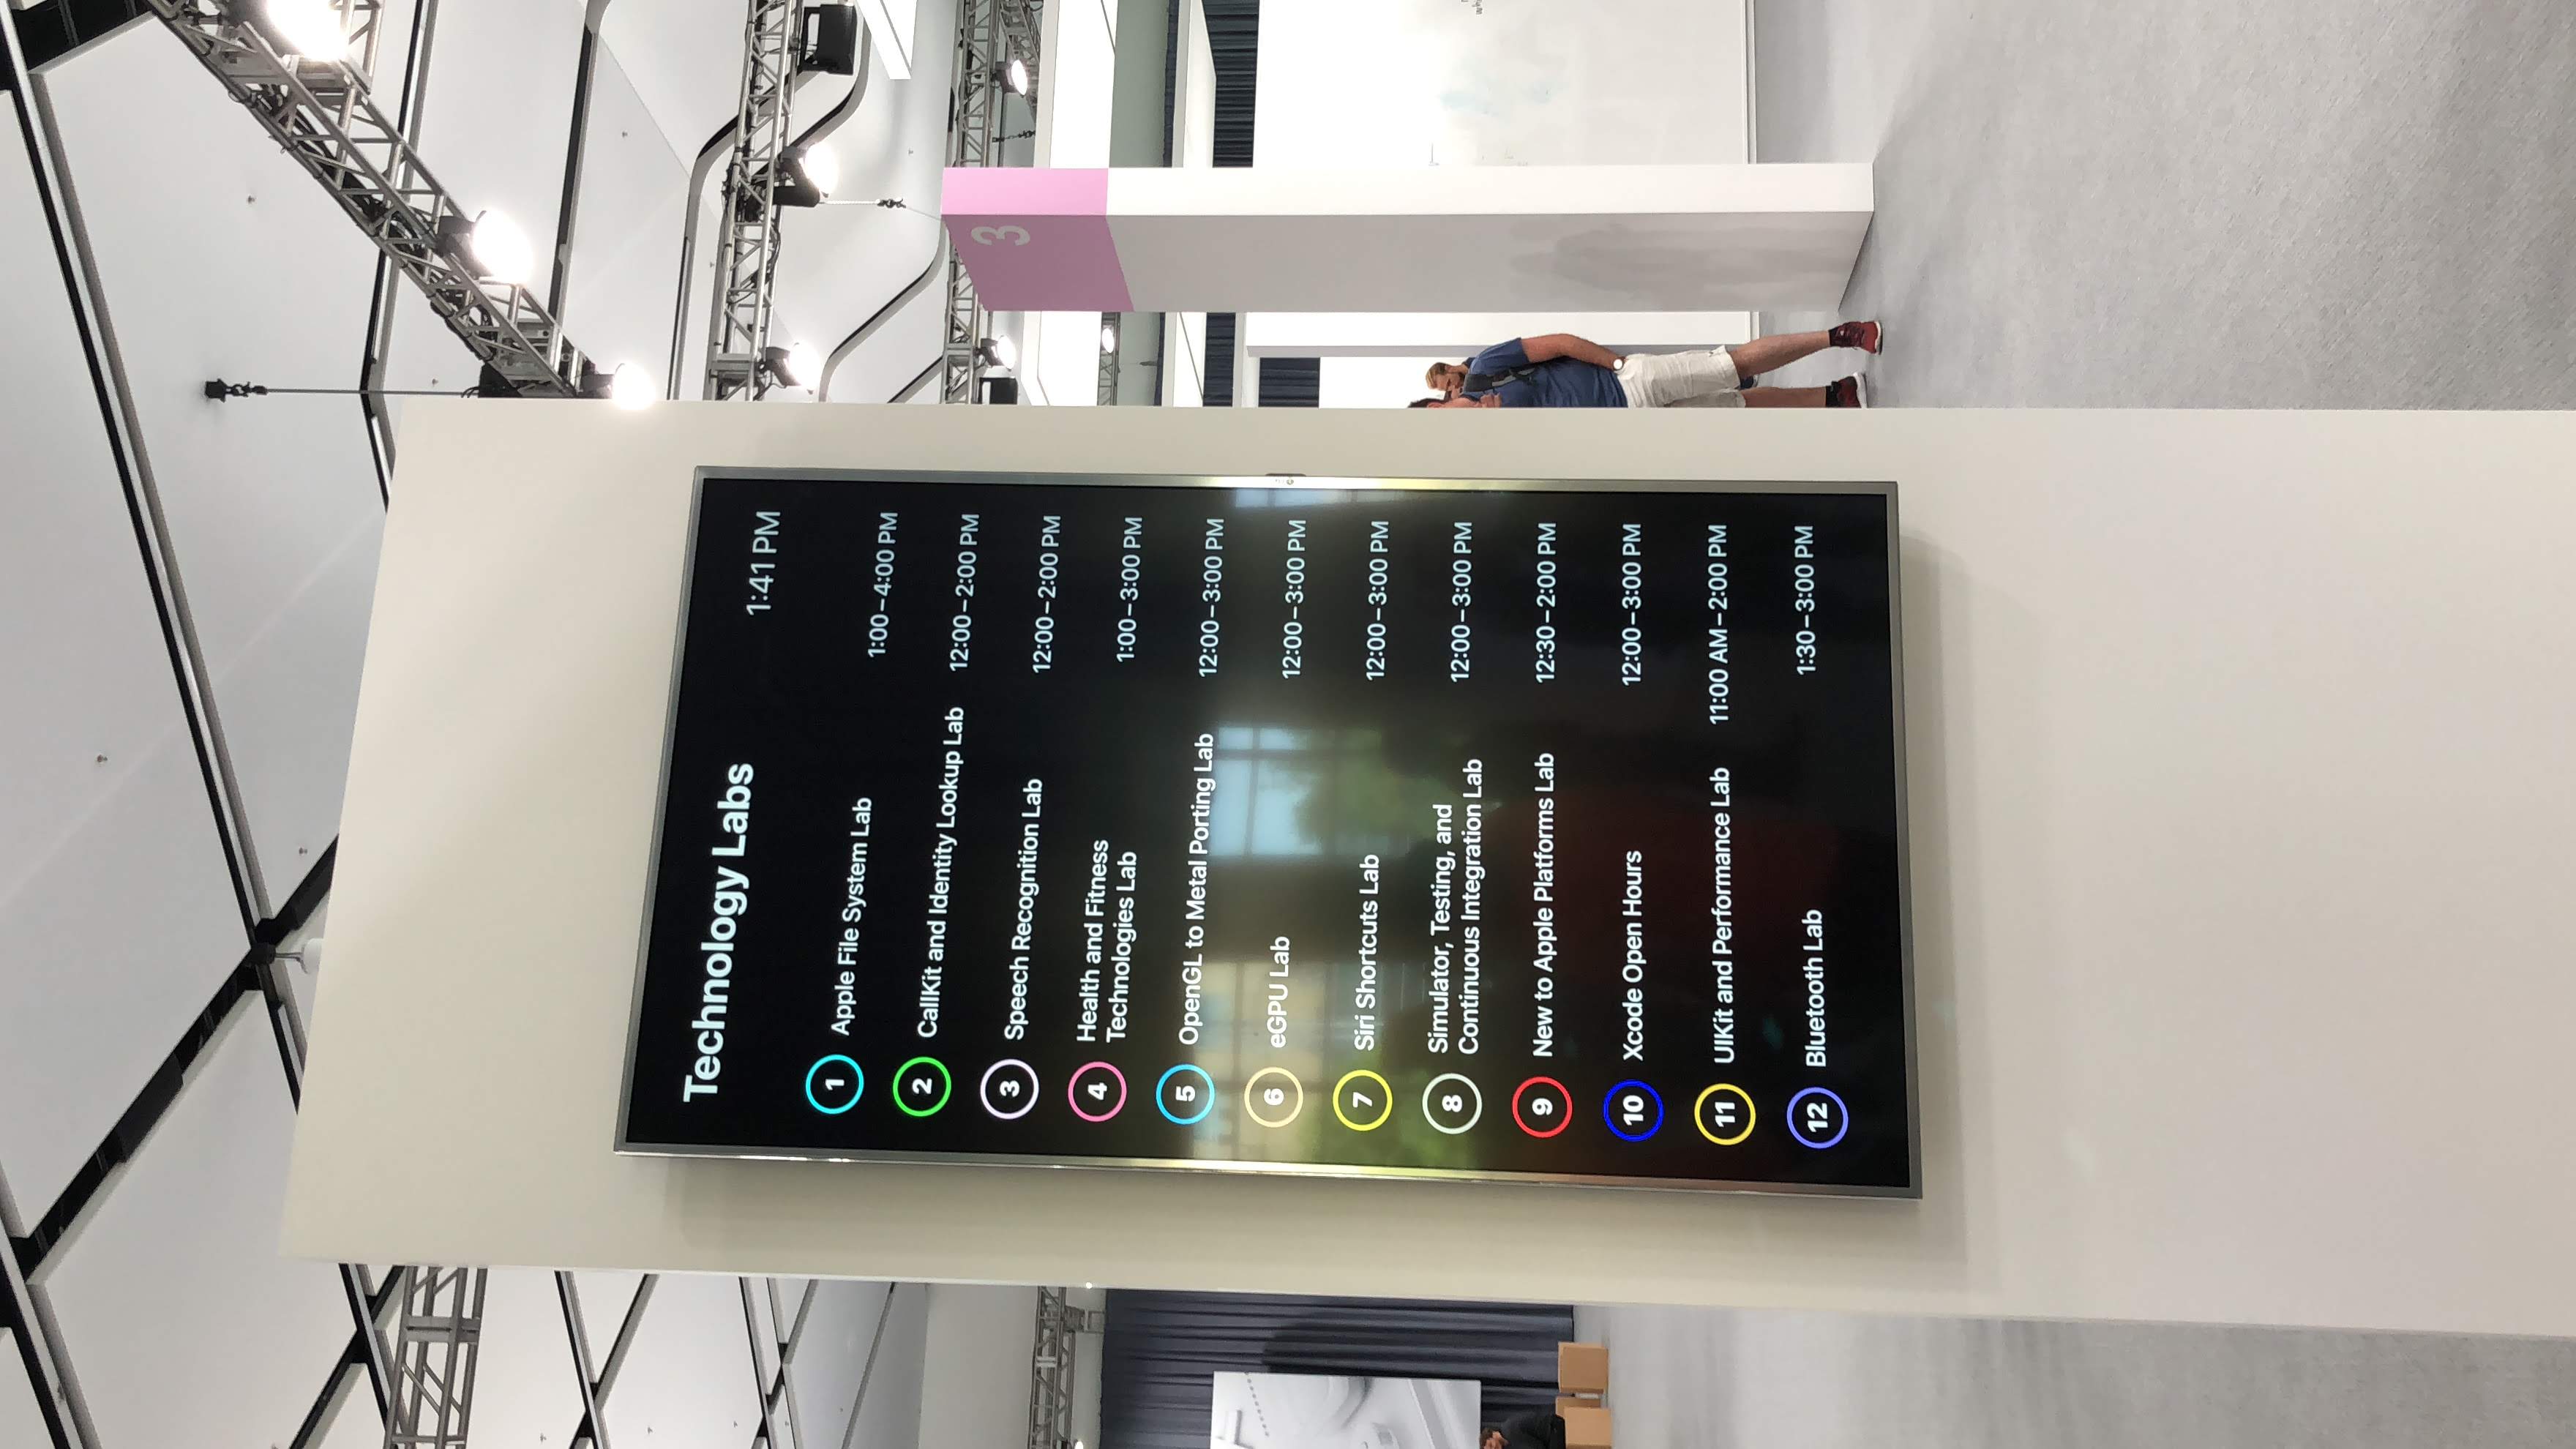 Technology Labs
1:41 PM
1 Apple File System Lab 1:00–4:00 PM
2 CallKit and Identity Lookup Lab 12:00–2:00 PM
3 Speech Recognition Lab 12:00–2:00 PM
4 Health and Fitness
Technologies Lab 1:00–3:00 PM
5 OpenGL to Metal Porting Lab 12:00–3:00 PM
6 eGPU Lab 12:00–3:00 PM
7 Siri Shortcuts Lab 12:00–3:00 PM
8 Simulator, Testing, and
Continuous Integration Lab 12:00–3:00 PM
9 New to Apple Platforms Lab 12:30–2:00 PM
10 Xcode Open Hours 12:00–3:00 PM
11 UIKit and Performance Lab 11:00 AM–2:00 PM
12 Bluetooth Lab 1:30–3:00 PM
3